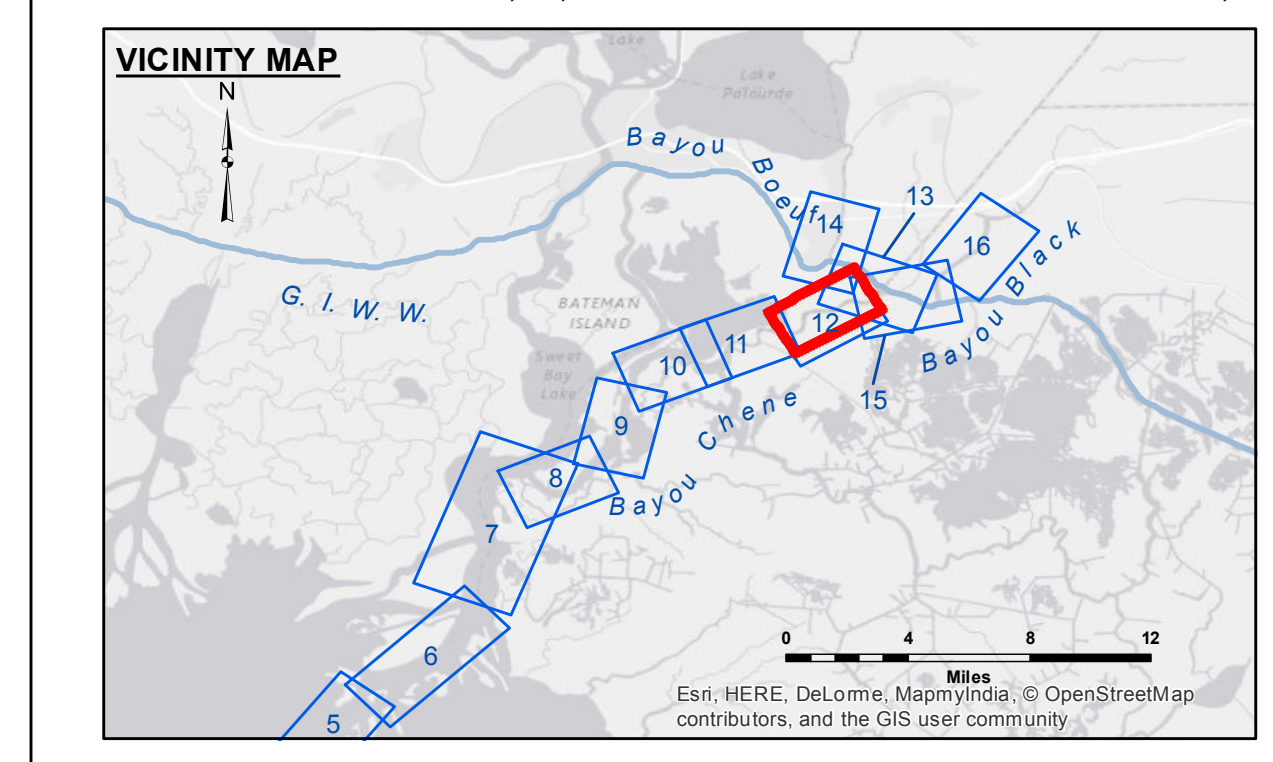 VICINITY MAP
N
Lake
Lake
Palourde
Bayou
Boeuf
13
14
16
Bayou Black
G. I. W. W.
BATEMAN
ISLAND
12
11
10
Sweet
Bay
Lake
15
9
Bayou Chene
8
7
0 4 8 12
Miles
6
5
Esri, HERE, DeLorme, MapmyIndia, © OpenStreetMap
contributors, and the GIS user community